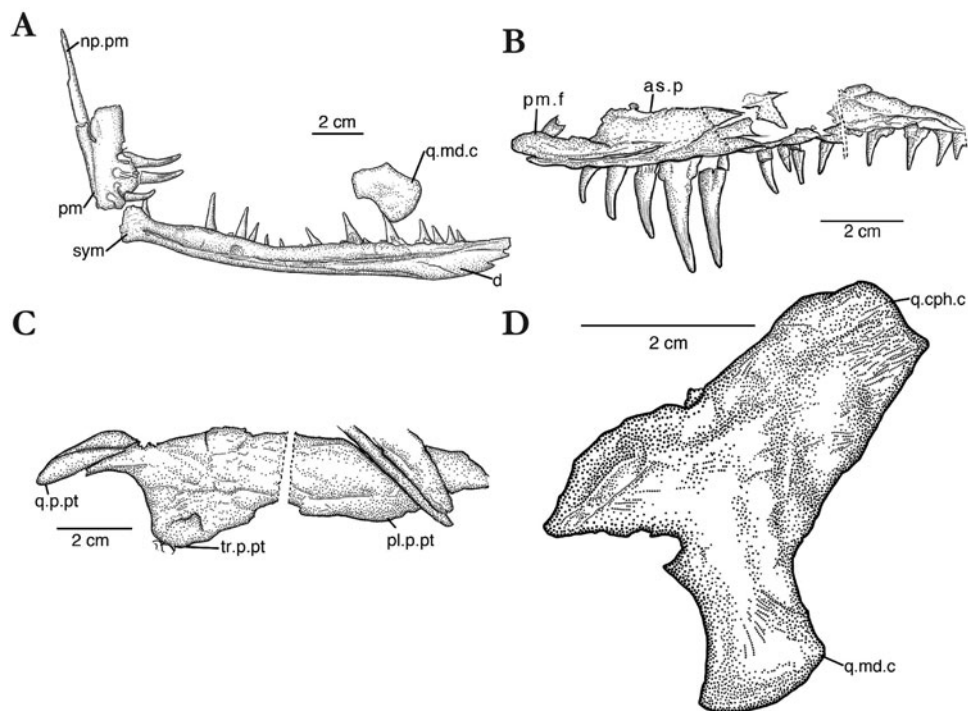 A
np.pm
2 cm
q.md.c
pm
sym
d
B
pm.f
as.p
2 cm
C
q.p.pt
2 cm
tr.p.pt
pl.p.pt
D
2 cm
q.cph.c
q.md.c